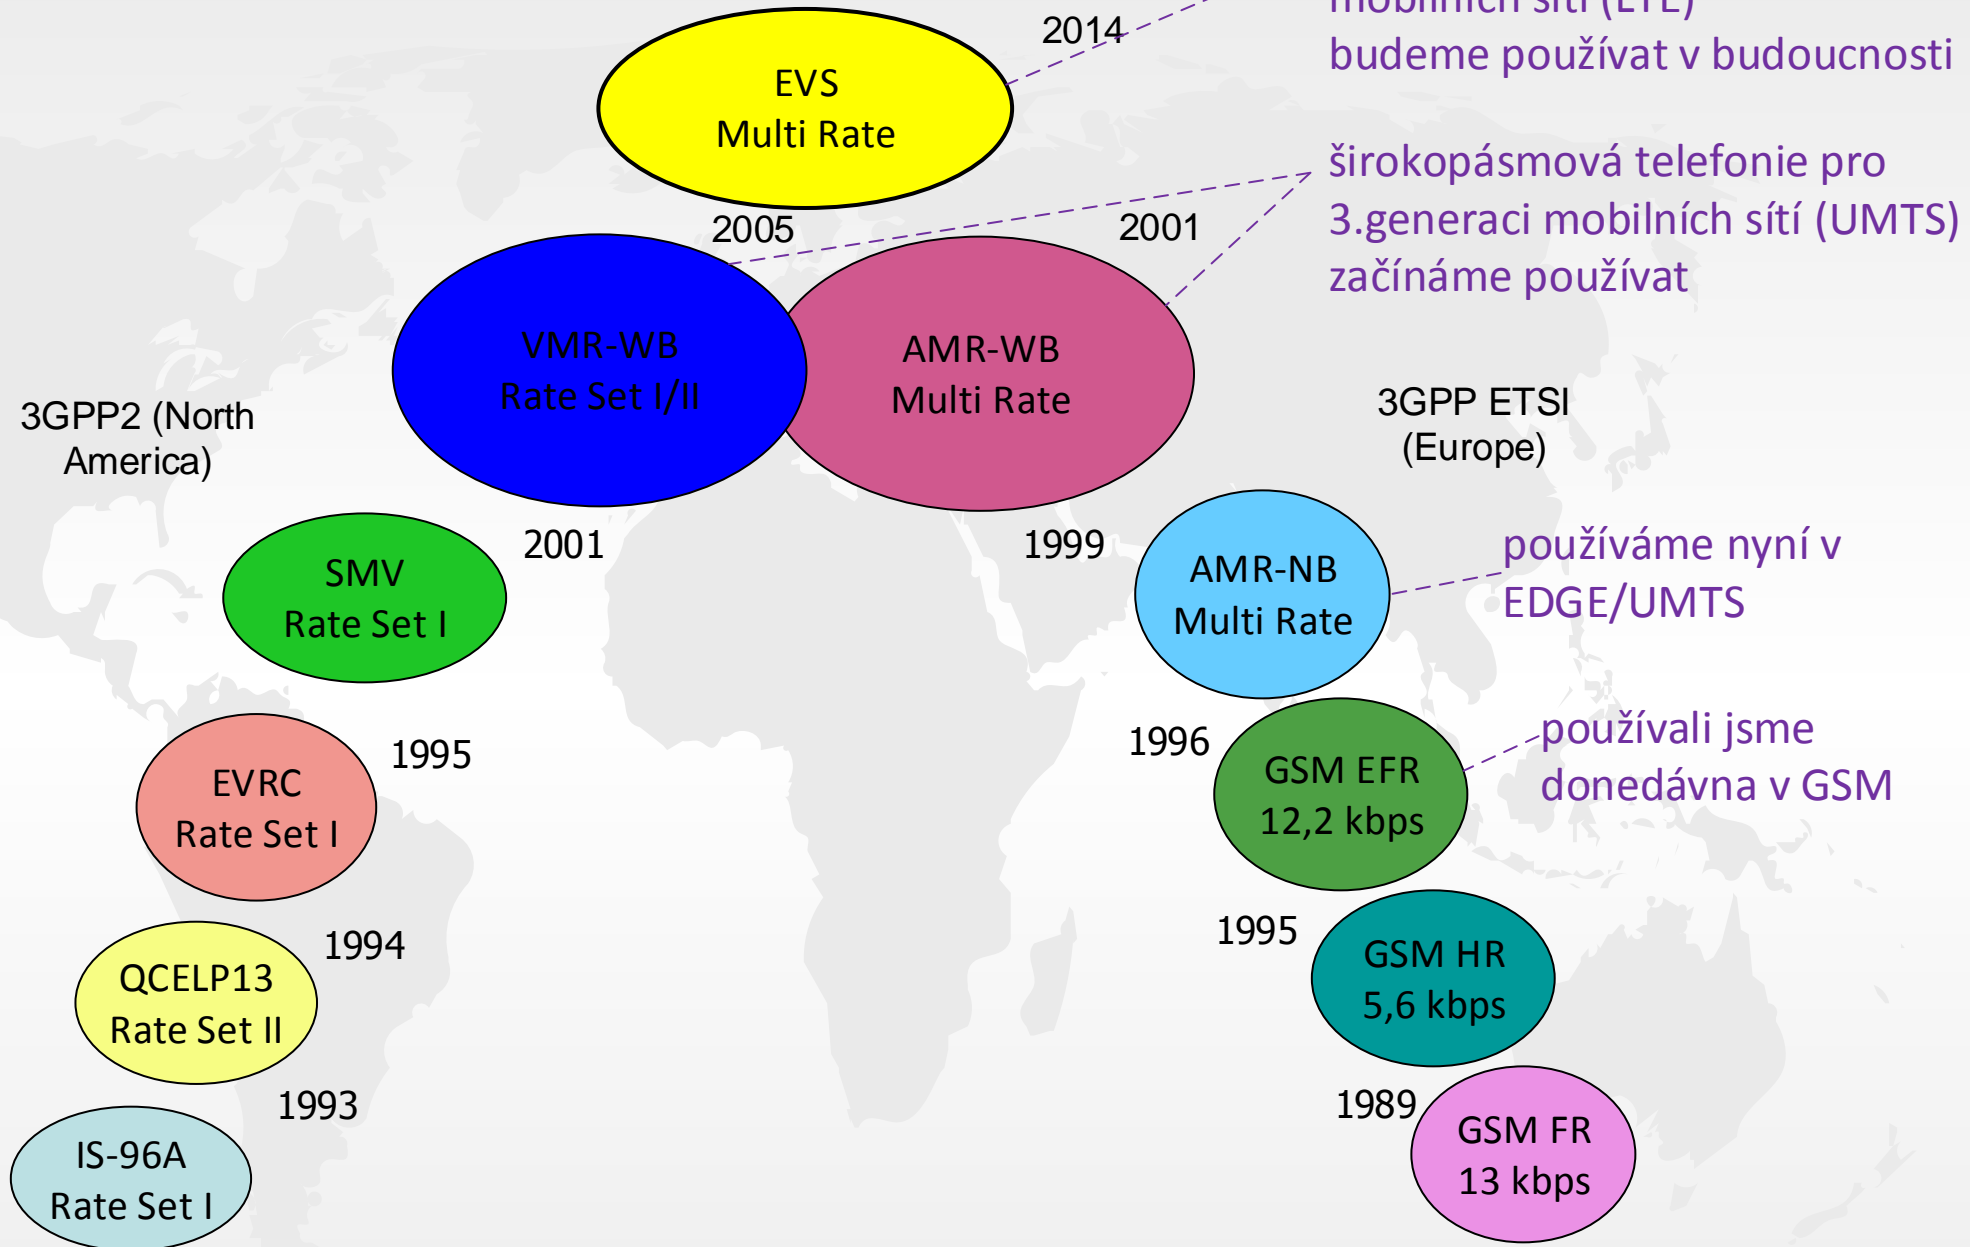 mobilních sítí (LTE)
budeme používat v budoucnosti
2014
EVS
Multi Rate
širokopásmová telefonie pro
3.generaci mobilních sítí (UMTS)
začínáme používat
2005
2001
VMR-WB
Rate Set I/II
AMR-WB
Multi Rate
3GPP2 (North
America)
3GPP ETSI
(Europe)
2001
1999
SMV
Rate Set I
AMR-NB
Multi Rate
používáme nyní v
EDGE/UMTS
1995
1996
EVRC
Rate Set I
GSM EFR
12,2 kbps
používali jsme
donedávna v GSM
1994
1995
QCELP13
Rate Set II
GSM HR
5,6 kbps
1993
1989
IS-96A
Rate Set I
GSM FR
13 kbps